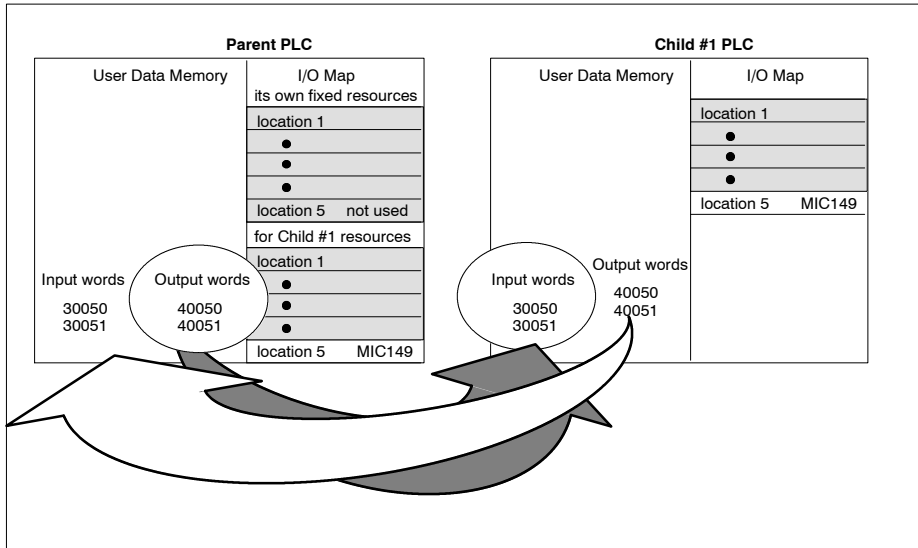 Parent PLC
User Data Memory
I/O Map
its own fixed resources
location 1
location 5 not used
for Child #1 resources
location 1
location 5 MIC149
Input words
30050
30051
Output words
40050
40051
Child #1 PLC
User Data Memory
I/O Map
location 1
location 5 MIC149
Input words
30050
30051
Output words
40050
40051